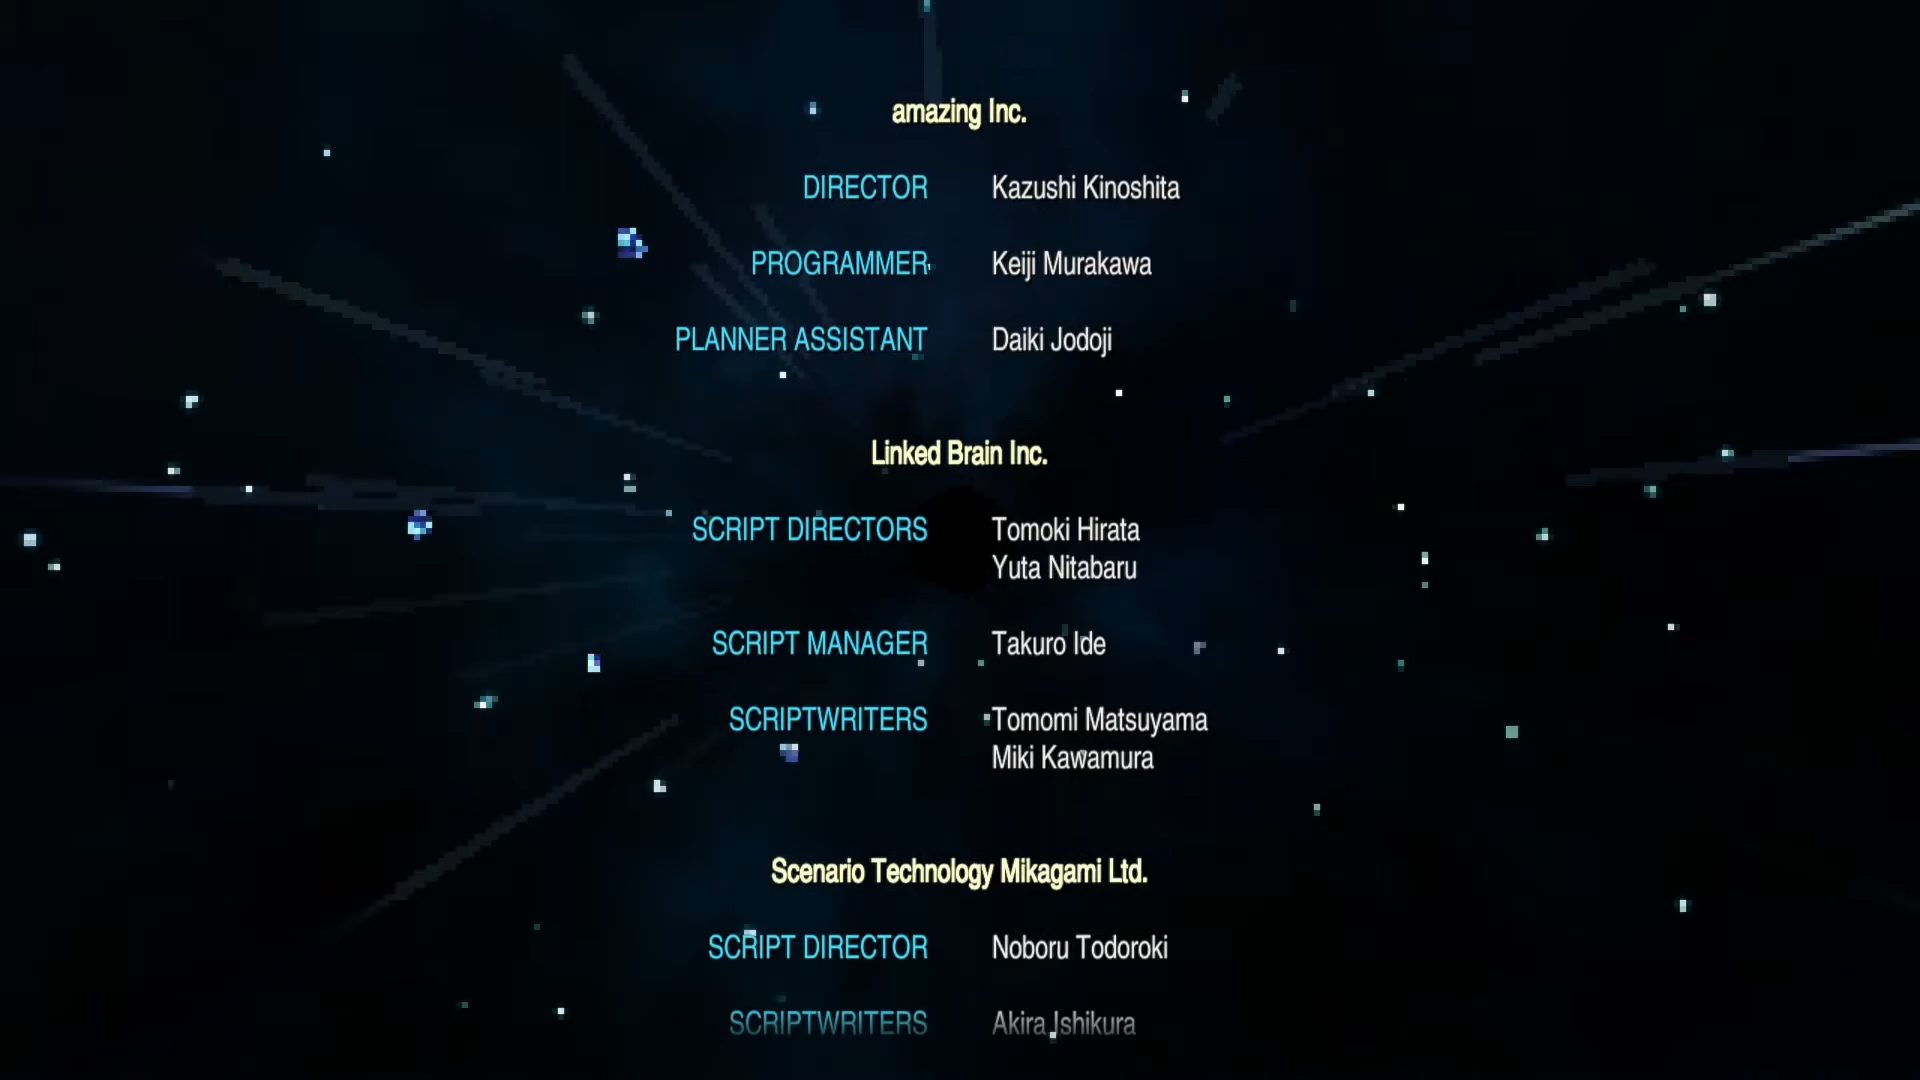 amazing Inc.
DIRECTOR Kazushi Kinoshita
PROGRAMMER Keiji Murakawa
PLANNER ASSISTANT Daiki Jodoji
Linked Brain Inc.
SCRIPT DIRECTORS Tomoki Hirata
Yuta Nitabaru
SCRIPT MANAGER Takuro Ide
SCRIPTWRITERS Tomomi Matsuyama
Miki Kawamura
Scenario Technology Mikagami Ltd.
SCRIPT DIRECTOR Noboru Todoroki
SCRIPTWRITERS Akira Ishikura